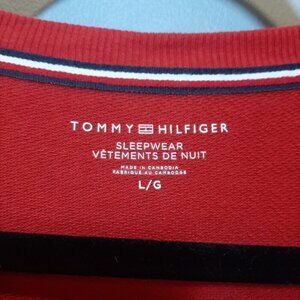 TOMMY HILFIGER
SLEEPWEAR
VÊTEMENTS DE NUIT
MADE IN CAMBODIA
FABRIQUÉ AU CAMBODGE
L/G